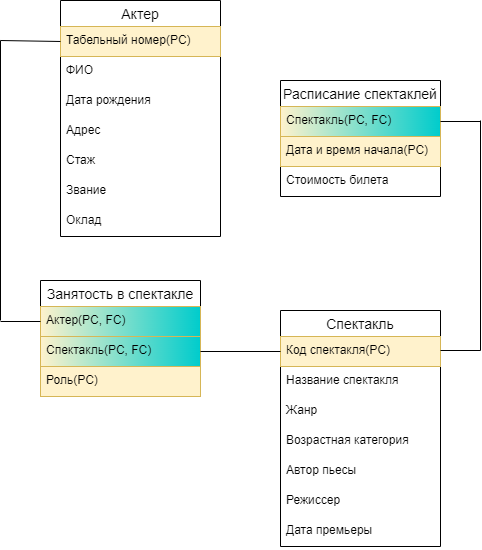 Актер
Табельный номер(PC)
ФИО
Дата рождения
Адрес
Стаж
Звание
Оклад
Расписание спектаклей
Спектакль(PC, FC)
Дата и время начала(PC)
Стоимость билета
Занятость в спектакле
Актер(PC, FC)
Спектакль(PC, FC)
Роль(PC)
Спектакль
Код спектакля(PC)
Название спектакля
Жанр
Возрастная категория
Автор пьесы
Режиссер
Дата премьеры